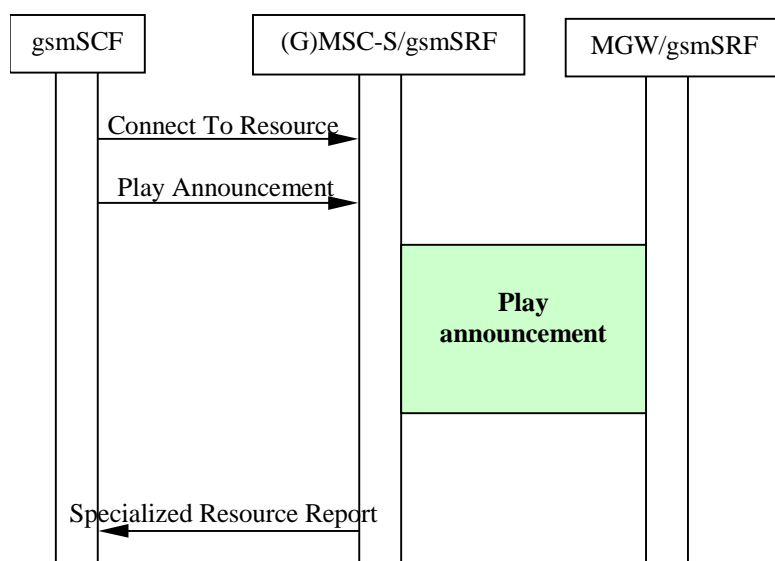 gsmSCF
(G)MSC-S/gsmSRF
MGW/gsmSRF
Connect To Resource
Play Announcement
Play
announcement
Specialized Resource Report